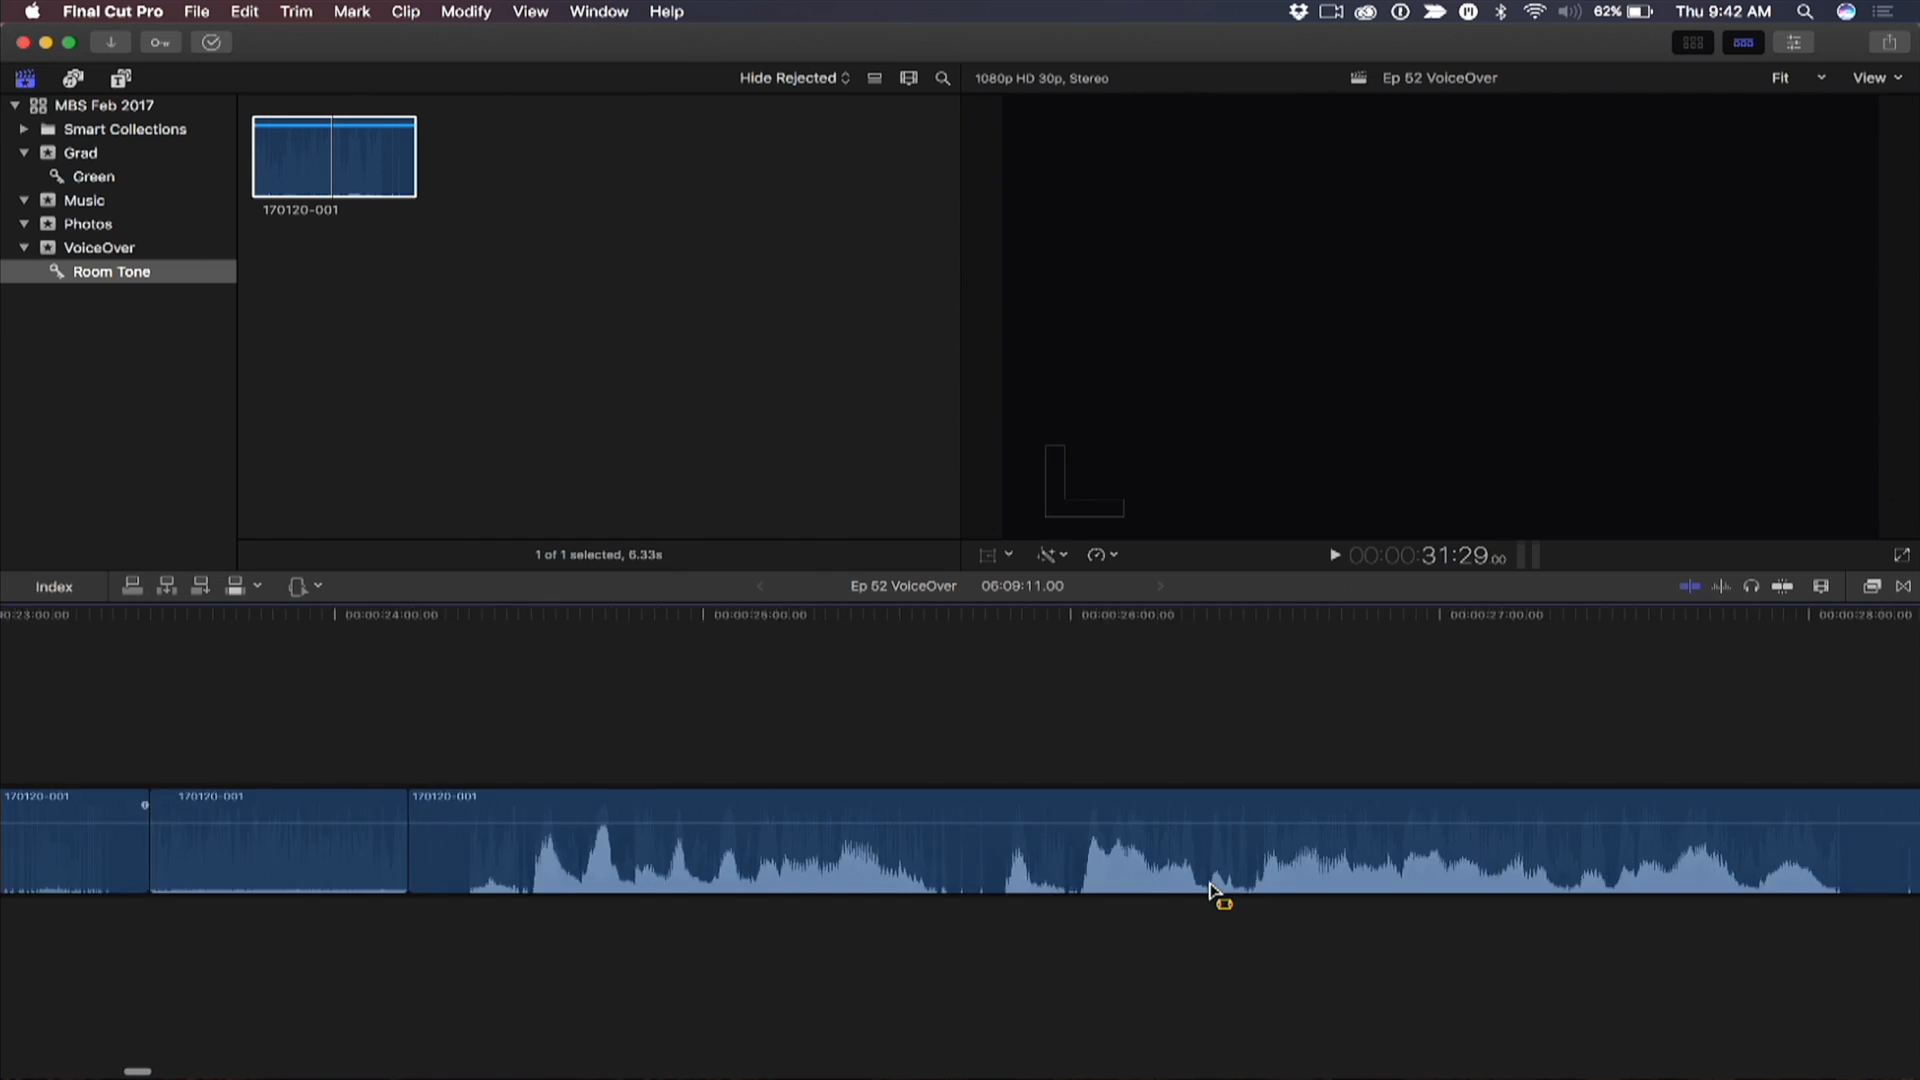 Final Cut Pro File Edit Trim Mark Clip Modify View Window Help 62% Thu 9:42 AM
Hide Rejected 1080p HD 30p, Stereo Ep 52 VoiceOver Fit View
MBS Feb 2017
Smart Collections
Grad
Green
Music
Photos
VoiceOver
Room Tone
170120-001
1 of 1 selected, 6.33s
00:00:31:29.00
Index Ep 52 VoiceOver 06:09:11.00
00:00:24:00.00 00:00:25:00.00 00:00:26:00.00 00:00:27:00.00 00:00:28:00.00
170120-001 170120-001 170120-001